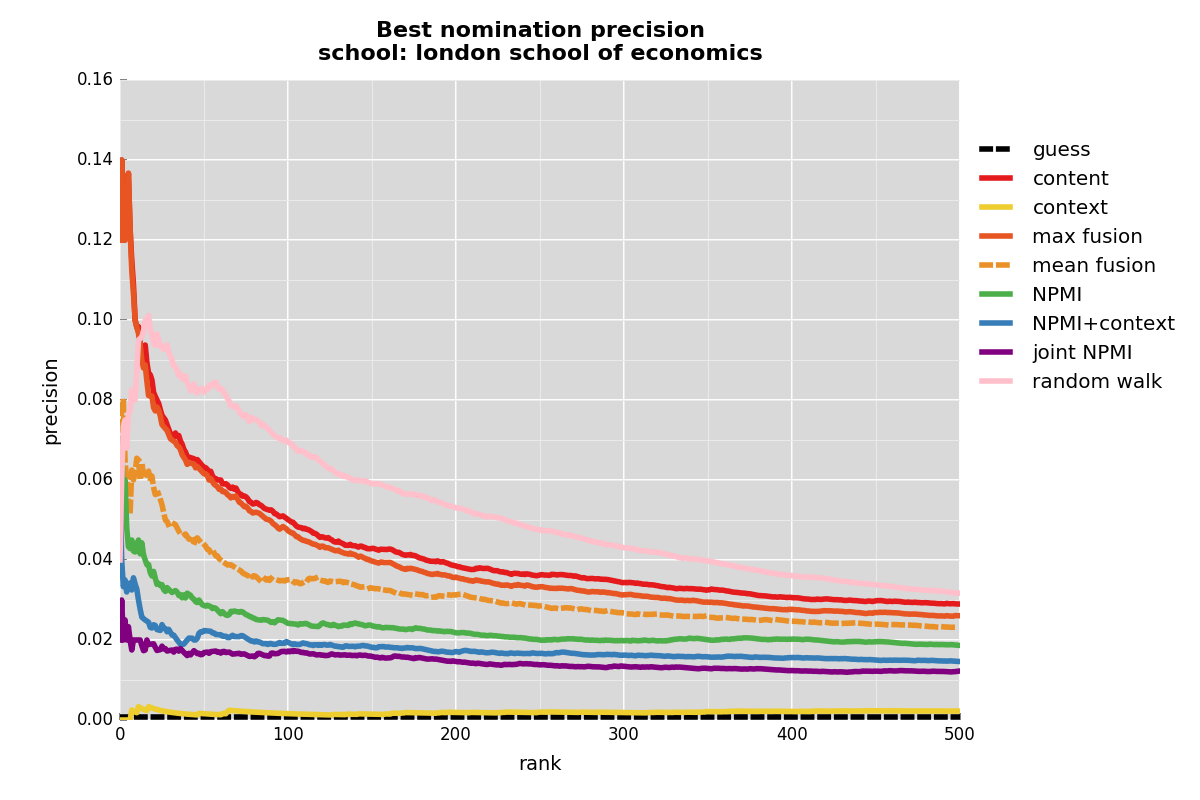 Best nomination precision
school: london school of economics
0.16
0.14
0.12
0.10
0.08
0.06
0.04
0.02
0.00
precision
0
100
200
300
400
500
rank
guess
content
context
max fusion
mean fusion
NPMI
NPMI+context
joint NPMI
random walk